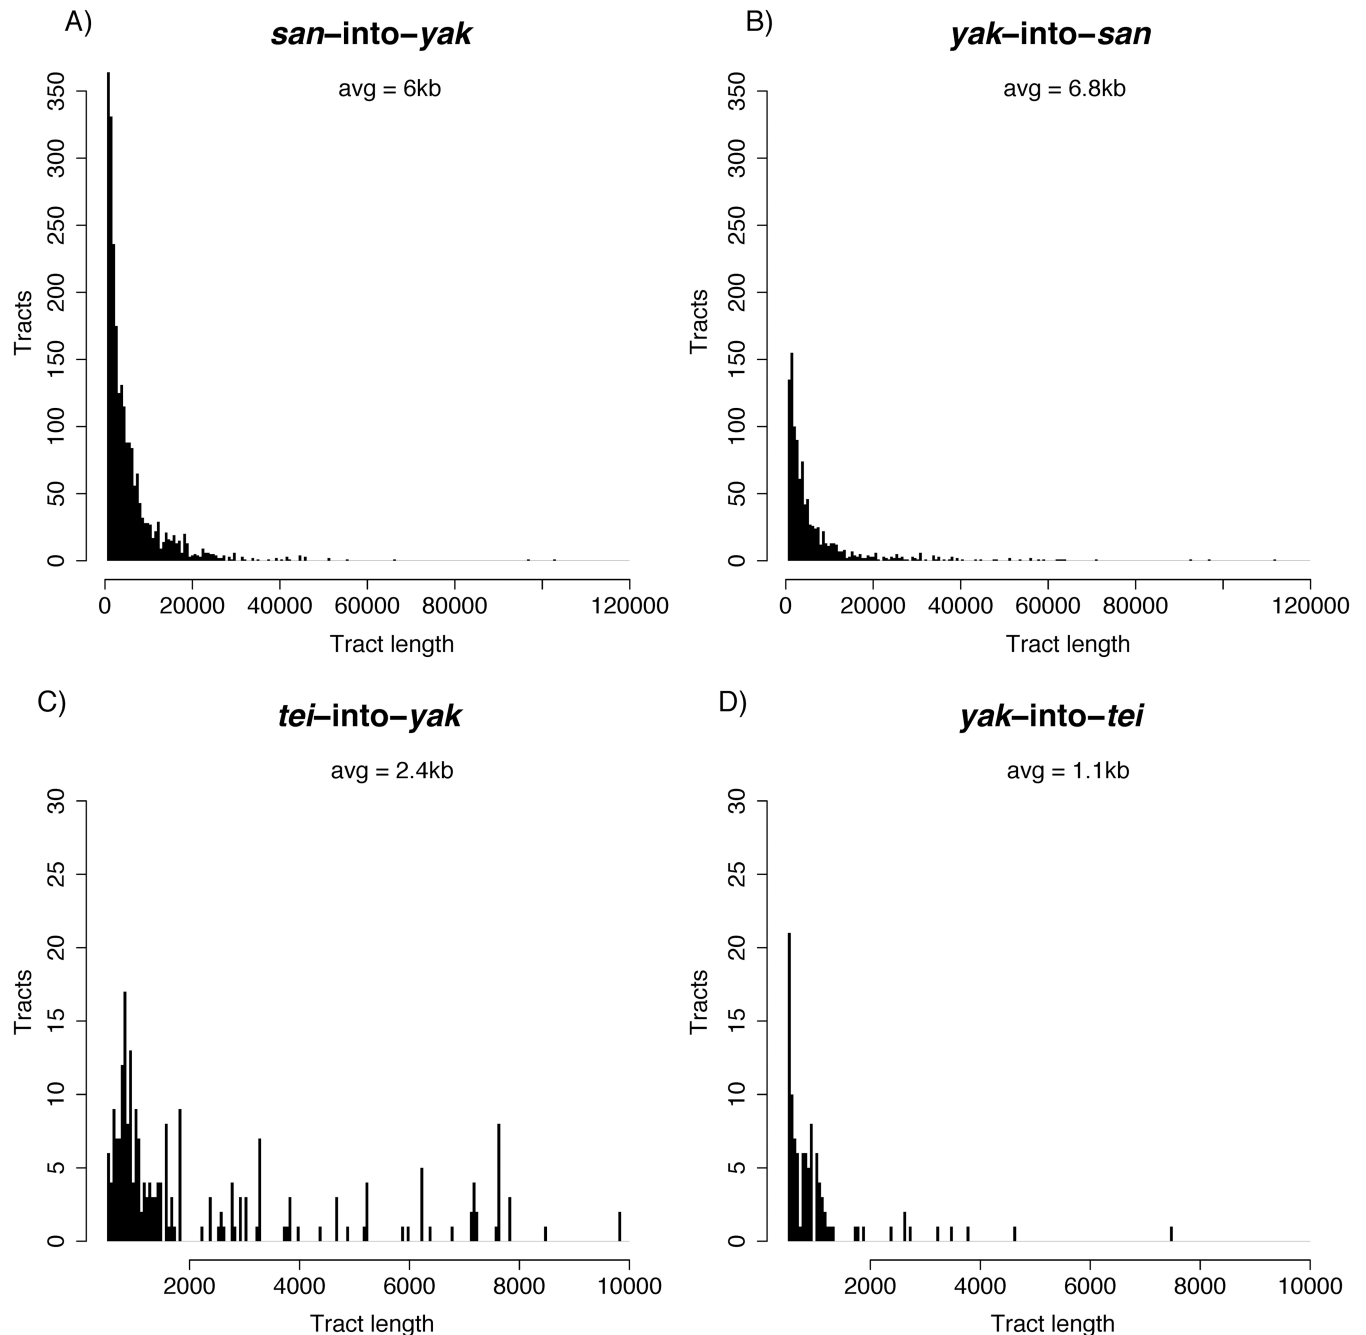 A)
san–into–yak
avg = 6kb
Tracts
0
50
100
150
200
250
300
350
0 20000 40000 60000 80000 120000
Tract length
B)
yak–into–san
avg = 6.8kb
Tracts
0
50
100
150
200
250
300
350
0 20000 40000 60000 80000 120000
Tract length
C)
tei–into–yak
avg = 2.4kb
Tracts
0
5
10
15
20
25
30
2000 4000 6000 8000 10000
Tract length
D)
yak–into–tei
avg = 1.1kb
Tracts
0
5
10
15
20
25
30
2000 4000 6000 8000 10000
Tract length